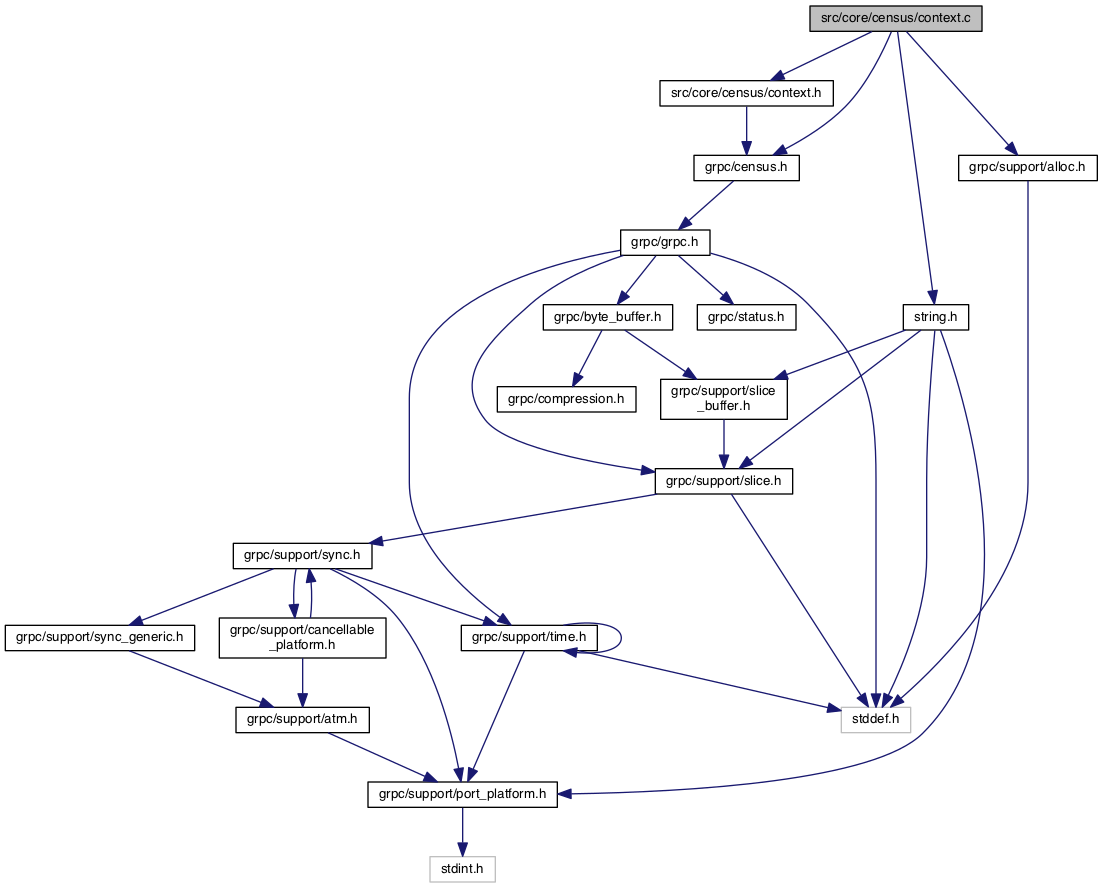 src/core/census/context.c
src/core/census/context.h
grpc/census.h
grpc/support/alloc.h
grpc/grpc.h
grpc/byte_buffer.h
grpc/status.h
string.h
grpc/compression.h
grpc/support/slice
_buffer.h
grpc/support/slice.h
grpc/support/sync.h
grpc/support/sync_generic.h
grpc/support/cancellable
_platform.h
grpc/support/time.h
grpc/support/atm.h
stddef.h
grpc/support/port_platform.h
stdint.h